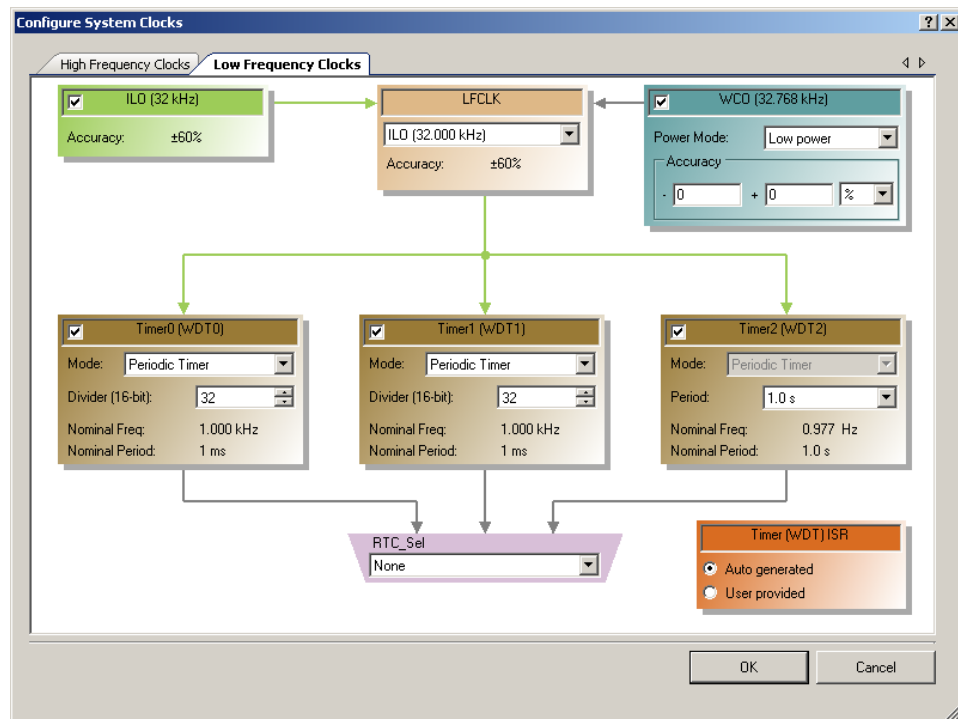 Configure System Clocks
High Frequency Clocks
Low Frequency Clocks
ILO (32 kHz)
Accuracy: ±60%
LFCLK
ILO (32.000 kHz)
Accuracy: ±60%
WCO (32.768 kHz)
Power Mode: Low power
Accuracy
- 0 + 0 %
Timer0 (WDT0)
Mode: Periodic Timer
Divider (16-bit): 32
Nominal Freq: 1.000 kHz
Nominal Period: 1 ms
Timer1 (WDT1)
Mode: Periodic Timer
Divider (16-bit): 32
Nominal Freq: 1.000 kHz
Nominal Period: 1 ms
Timer2 (WDT2)
Mode: Periodic Timer
Period: 1.0 s
Nominal Freq: 0.977 Hz
Nominal Period: 1.0 s
RTC_Sel
None
Timer (WDT) ISR
Auto generated
User provided
OK
Cancel